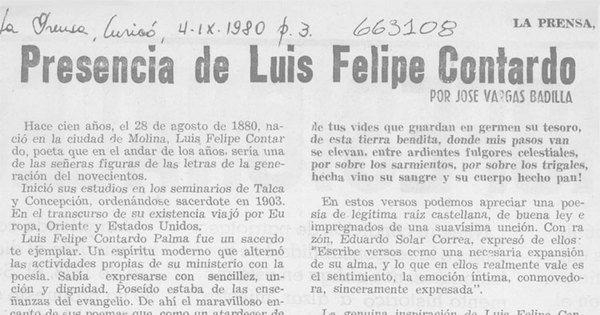 La Prensa, Curicó, 4-IX-1980 p. 3.
663108
LA PRENSA,
Presencia de Luis Felipe Contardo
POR JOSE VARGAS BADILLA
Hace cien años, el 28 de agosto de 1880, na-
ció en la ciudad de Molina, Luis Felipe Contar
do, poeta que en el andar de los años, sería una
de las señeras figuras de las letras de la gene-
ración del novecientos.
Inició sus estudios en los seminarios de Talca
y Concepción, ordenándose sacerdote en 1903.
En el transcurso de su existencia viajó por Eu
ropa, Oriente y Estados Unidos.
Luis Felipe Contardo Palma fue un sacerdo
te ejemplar. Un espíritu moderno que alternó
las actividades propias de su ministerio con la
poesía. Sabía expresarse con sencillez, un-
ción y dignidad. Poseído estaba de las ense-
ñanzas del evangelio. De ahí el maravilloso en-
canto de sus poemas que, como un atardecer de
de tus vides que guardan en germen su tesoro,
de esta tierra bendita, donde mis pasos van
se elevan, entre ardientes fulgores celestiales,
por sobre los sarmientos, por sobre los trigales,
hecha vino su sangre y su cuerpo hecho pan!
En estos versos podemos apreciar una poe-
sía de legítima raíz castellana, de buena ley e
impregnados de una suavísima unción. Con ra
zón, Eduardo Solar Correa, expresó de ellos:
"Escribe versos como una necesaria expansión
de su alma, y lo que en ellos realmente vale es
el sentimiento, la emoción íntima, conmovedo-
ra, sinceramente expresada".
La genuina inspiración de Luis Felipe Con-